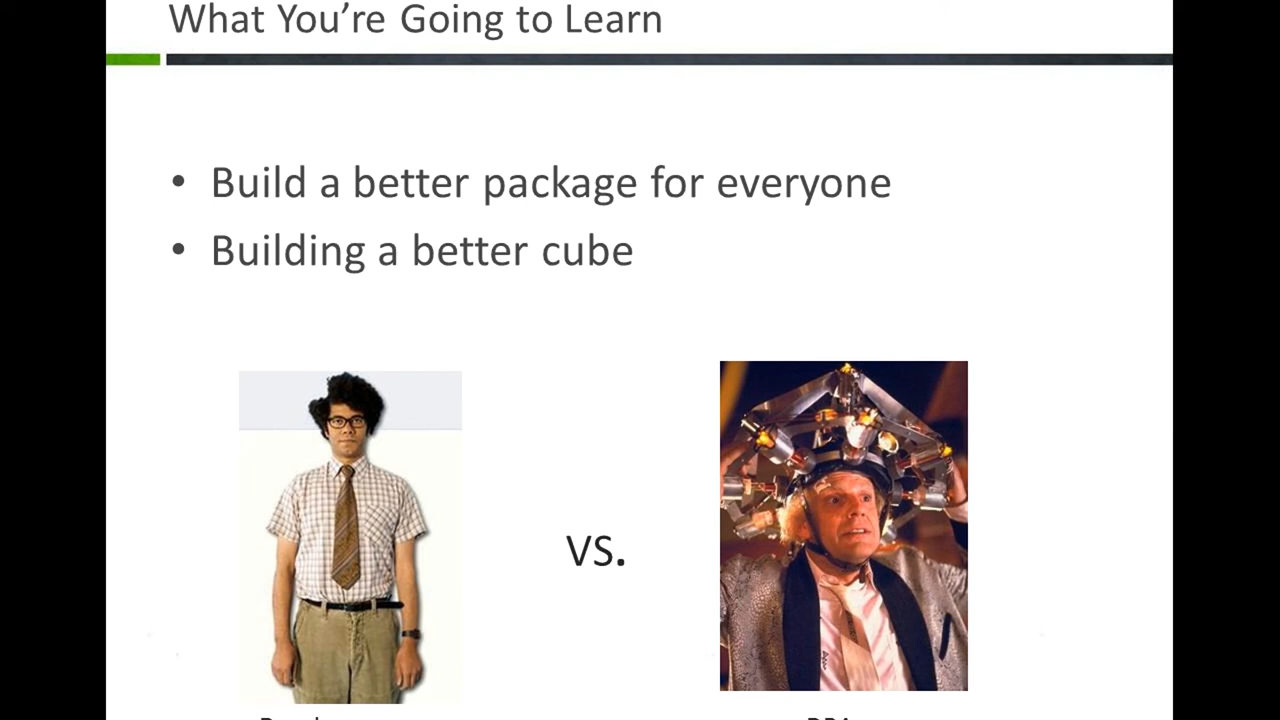 What You're Going to Learn
• Build a better package for everyone
• Building a better cube
vs.